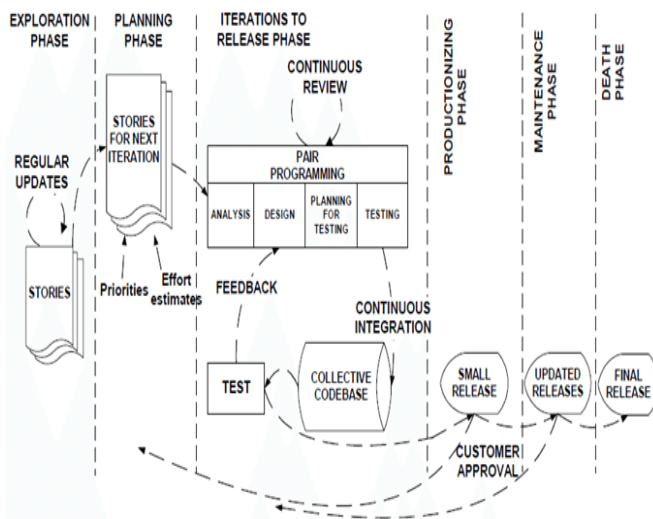 EXPLORATION
PHASE
PLANNING
PHASE
ITERATIONS TO
RELEASE PHASE
PRODUCTIONIZING
PHASE
MAINTENANCE
PHASE
DEATH
PHASE
CONTINUOUS
REVIEW
STORIES
FOR NEXT
ITERATION
REGULAR
UPDATES
PAIR
PROGRAMMING
ANALYSIS
DESIGN
PLANNING
FOR
TESTING
TESTING
STORIES
Priorities
Effort
estimates
FEEDBACK
CONTINUOUS
INTEGRATION
TEST
COLLECTIVE
CODEBASE
SMALL
RELEASE
UPDATED
RELEASES
FINAL
RELEASE
CUSTOMER
APPROVAL